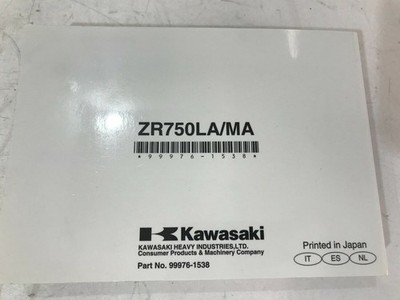 ZR750LA/MA
*99976-1538*
Kawasaki
KAWASAKI HEAVY INDUSTRIES,LTD.
Consumer Products & Machinery Company
Part No. 99976-1538
Printed in Japan
IT ES NL